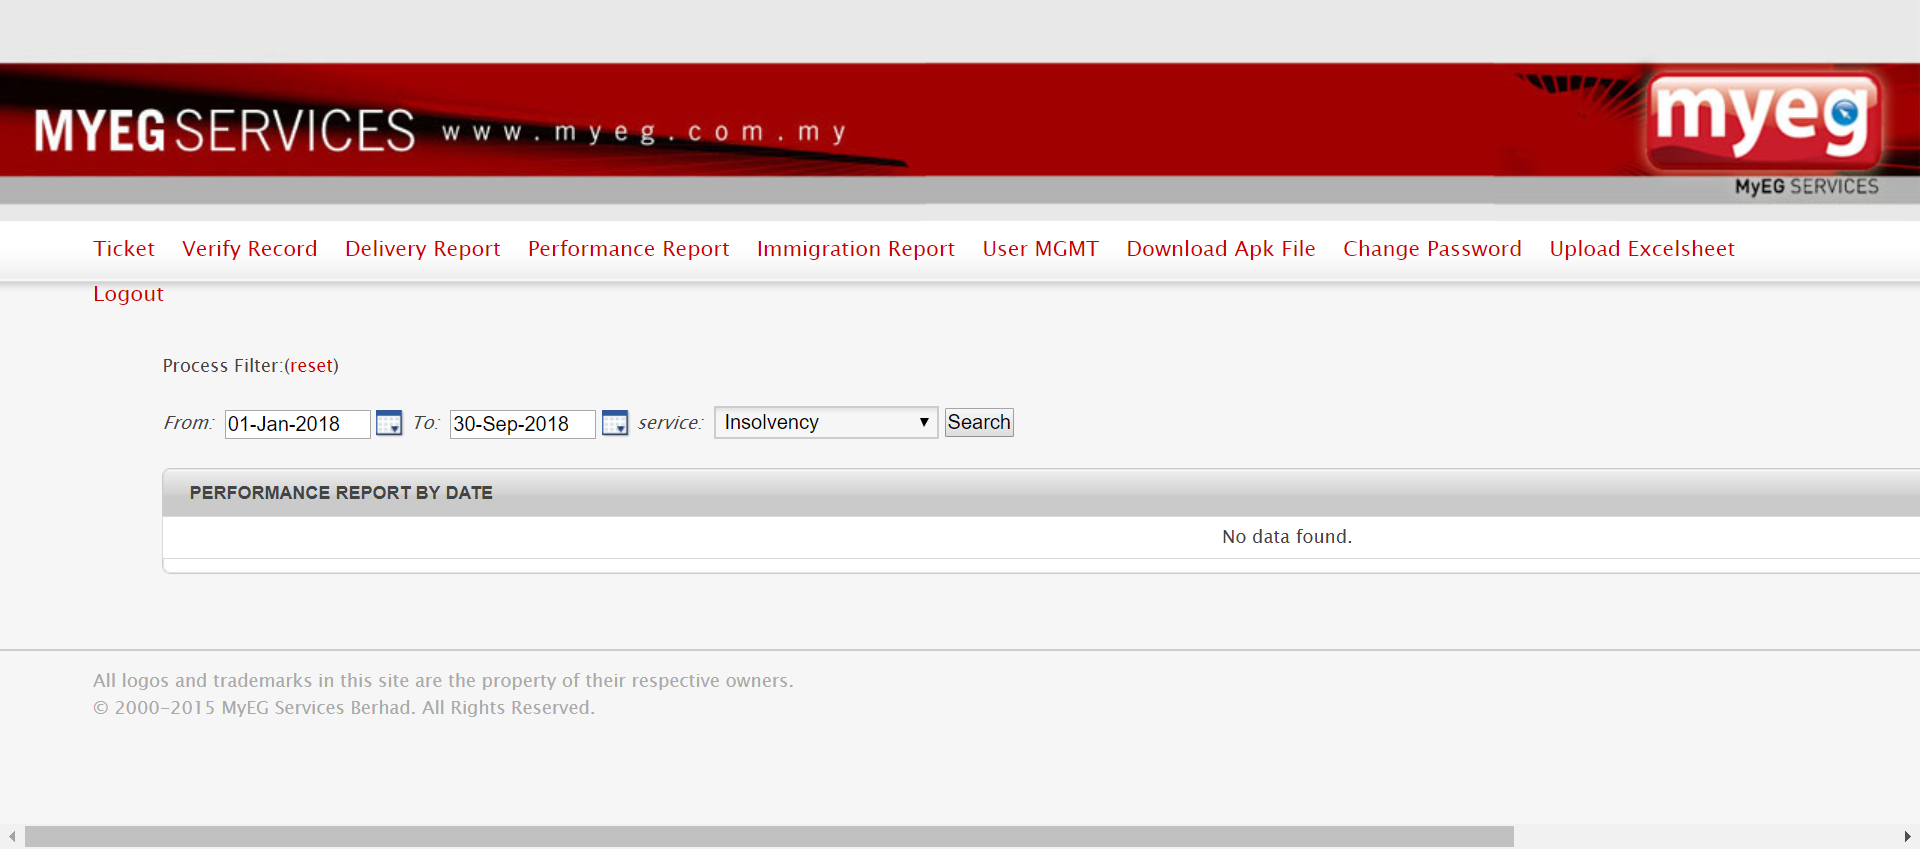 MYEG SERVICES www.myeg.com.my
myeg
MyEG SERVICES
Ticket Verify Record Delivery Report Performance Report Immigration Report User MGMT Download Apk File Change Password Upload Excelsheet
Logout
Process Filter:(reset)
From: 01-Jan-2018 To: 30-Sep-2018 service: Insolvency Search
PERFORMANCE REPORT BY DATE
No data found.
All logos and trademarks in this site are the property of their respective owners.
© 2000-2015 MyEG Services Berhad. All Rights Reserved.